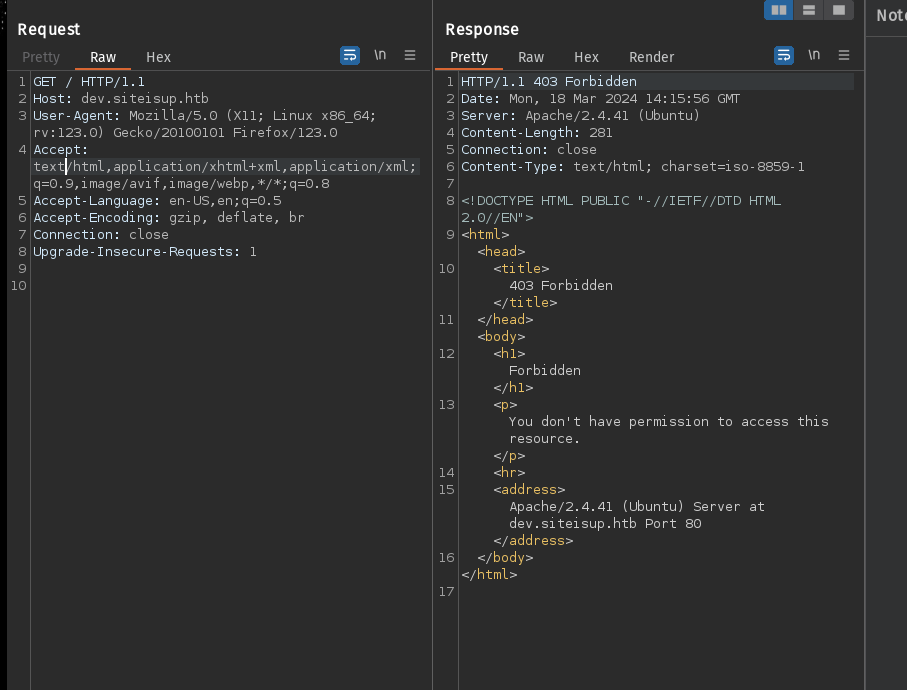 Request
Pretty Raw Hex \n
1 GET / HTTP/1.1
2 Host: dev.siteisup.htb
3 User-Agent: Mozilla/5.0 (X11; Linux x86_64;
rv:123.0) Gecko/20100101 Firefox/123.0
4 Accept:
text/html,application/xhtml+xml,application/xml;
q=0.9,image/avif,image/webp,*/*;q=0.8
5 Accept-Language: en-US,en;q=0.5
6 Accept-Encoding: gzip, deflate, br
7 Connection: close
8 Upgrade-Insecure-Requests: 1
9
10
Response
Pretty Raw Hex Render \n
1 HTTP/1.1 403 Forbidden
2 Date: Mon, 18 Mar 2024 14:15:56 GMT
3 Server: Apache/2.4.41 (Ubuntu)
4 Content-Length: 281
5 Connection: close
6 Content-Type: text/html; charset=iso-8859-1
7
8 <!DOCTYPE HTML PUBLIC "-//IETF//DTD HTML
2.0//EN">
9 <html>
<head>
10 <title>
403 Forbidden
</title>
11 </head>
<body>
12 <h1>
Forbidden
</h1>
13 <p>
You don't have permission to access this
resource.
</p>
14 <hr>
15 <address>
Apache/2.4.41 (Ubuntu) Server at
dev.siteisup.htb Port 80
</address>
16 </body>
</html>
17